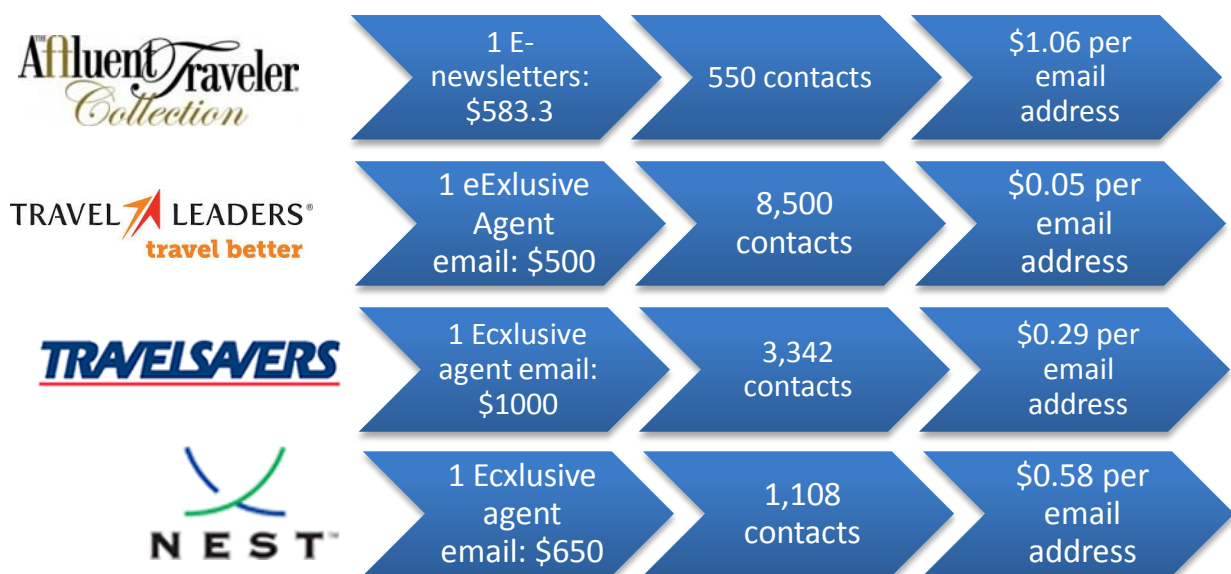 THE
Affluent Traveler
Collection
1 E-
newsletters:
$583.3
550 contacts
$1.06 per
email
address
TRAVEL LEADERS®
travel better
1 eExlusive
Agent
email: $500
8,500
contacts
$0.05 per
email
address
TRAVELSAVERS
1 Ecxlusive
agent email:
$1000
3,342
contacts
$0.29 per
email
address
NEST™
1 Ecxlusive
agent
email: $650
1,108
contacts
$0.58 per
email
address